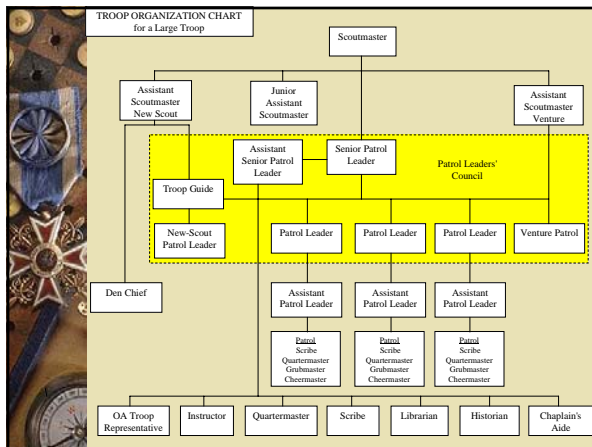 TROOP ORGANIZATION CHART
for a Large Troop
Scoutmaster
Assistant
Scoutmaster
New Scout
Junior
Assistant
Scoutmaster
Assistant
Scoutmaster
Venture
Assistant
Senior Patrol
Leader
Senior Patrol
Leader
Patrol Leaders'
Council
Troop Guide
New-Scout
Patrol Leader
Patrol Leader
Patrol Leader
Patrol Leader
Venture Patrol
Den Chief
Assistant
Patrol Leader
Assistant
Patrol Leader
Assistant
Patrol Leader
Patrol
Scribe
Quartermaster
Grubmaster
Cheermaster
Patrol
Scribe
Quartermaster
Grubmaster
Cheermaster
Patrol
Scribe
Quartermaster
Grubmaster
Cheermaster
OA Troop
Representative
Instructor
Quartermaster
Scribe
Librarian
Historian
Chaplain's
Aide